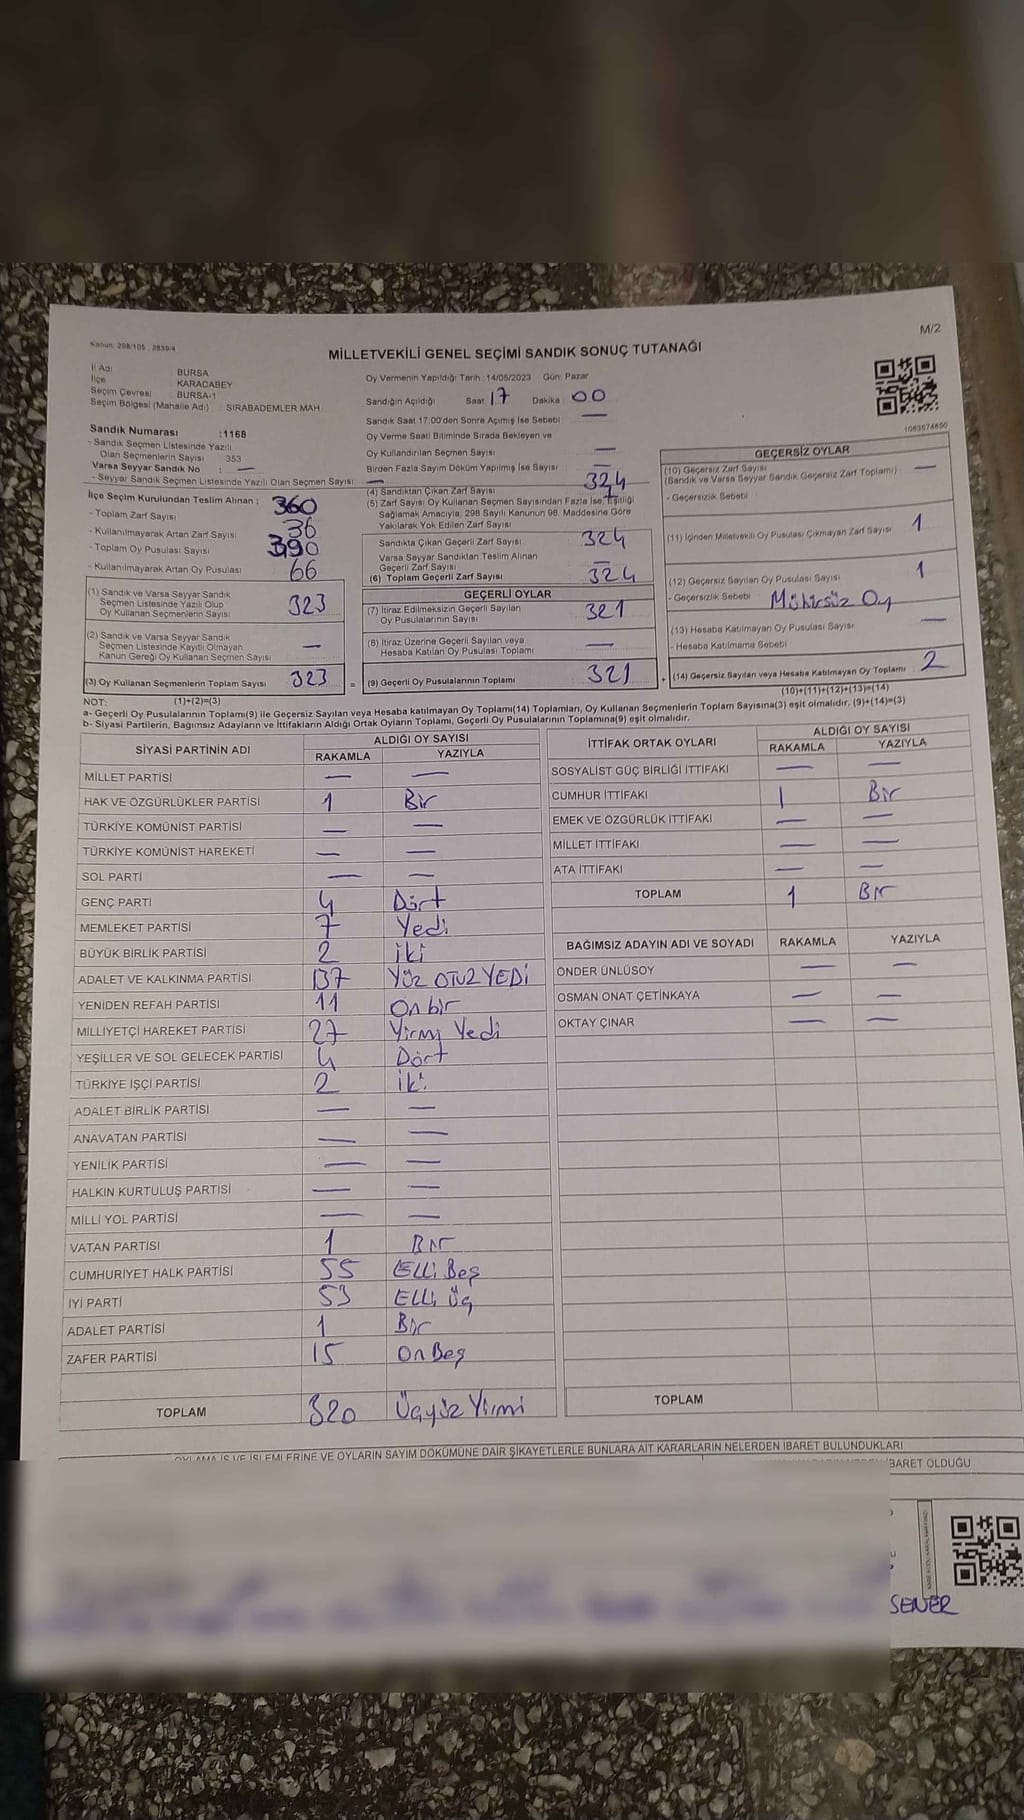 M/2
Kanun: 298/105 , 2839/4
MİLLETVEKİLİ GENEL SEÇİMİ SANDIK SONUÇ TUTANAĞI
İl Adı BURSA
İlçe KARACABEY
Seçim Çevresi BURSA-1
Seçim Bölgesi (Mahalle Adı) SIRABADEMLER MAH.
Sandık Numarası :1168
- Sandık Seçmen Listesinde Yazılı
Olan Seçmenlerin Sayısı 353
Varsa Seyyar Sandık No : —
- Seyyar Sandık Seçmen Listesinde Yazılı Olan Seçmen Sayısı —
İlçe Seçim Kurulundan Teslim Alınan :
- Toplam Zarf Sayısı 360
- Kullanılmayarak Artan Zarf Sayısı 36
- Toplam Oy Pusulası Sayısı 390
- Kullanılmayarak Artan Oy Pusulası 66
(1) Sandık ve Varsa Seyyar Sandık
Seçmen Listesinde Yazılı Olup
Oy Kullanan Seçmenlerin Sayısı 323
(2) Sandık ve Varsa Seyyar Sandık
Seçmen Listesinde Kayıtlı Olmayan
Kanun Gereği Oy Kullanan Seçmen Sayısı —
(3) Oy Kullanan Seçmenlerin Toplam Sayısı 323 =
Oy Vermenin Yapıldığı Tarih :14/05/2023 Gün: Pazar
Sandığın Açıldığı Saat 17 Dakika 00
Sandık Saat 17:00'den Sonra Açımış İse Sebebi —
Oy Verme Saati Bitiminde Sırada Bekleyen ve
Oy Kullandırılan Seçmen Sayısı —
Birden Fazla Sayım Döküm Yapılmış İse Sayısı —
(4) Sandıktan Çıkan Zarf Sayısı 324
(5) Zarf Sayısı Oy Kullanan Seçmen Sayısından Fazla İse, Eşitliği
Sağlamak Amacıyla; 298 Sayılı Kanunun 98. Maddesine Göre
Yakılarak Yok Edilen Zarf Sayısı
Sandıkta Çıkan Geçerli Zarf Sayısı 324
Varsa Seyyar Sandıktan Teslim Alınan
Geçerli Zarf Sayısı —
(6) Toplam Geçerli Zarf Sayısı 324
GEÇERLİ OYLAR
(7) İtiraz Edilmeksizin Geçerli Sayılan
Oy Pusulalarının Sayısı 321
(8) İtiraz Üzerine Geçerli Sayılan veya
Hesaba Katılan Oy Pusulası Toplamı —
(9) Geçerli Oy Pusulalarının Toplamı 321 +
1083574650
GEÇERSİZ OYLAR
(10) Geçersiz Zarf Sayısı
(Sandık ve Varsa Seyyar Sandık Geçersiz Zarf Toplamı) —
- Geçersizlik Sebebi
(11) İçinden Milletvekili Oy Pusulası Çıkmayan Zarf Sayısı 1
(12) Geçersiz Sayılan Oy Pusulası Sayısı 1
- Geçersizlik Sebebi Mühürsüz Oy
(13) Hesaba Katılmayan Oy Pusulası Sayısı —
- Hesaba Katılmama Sebebi
(14) Geçersiz Sayılan veya Hesaba Katılmayan Oy Toplamı 2
NOT: (1)+(2)=(3) (10)+(11)+(12)+(13)=(14)
a- Geçerli Oy Pusulalarının Toplamı(9) ile Geçersiz Sayılan veya Hesaba katılmayan Oy Toplamı(14) Toplamları, Oy Kullanan Seçmenlerin Toplam Sayısına(3) eşit olmalıdır. (9)+(14)=(3)
b- Siyasi Partilerin, Bağımsız Adayların ve İttifakların Aldığı Ortak Oyların Toplamı, Geçerli Oy Pusulalarının Toplamına(9) eşit olmalıdır.
SİYASİ PARTİNİN ADI ALDIĞI OY SAYISI
RAKAMLA YAZIYLA
MİLLET PARTİSİ — —
HAK VE ÖZGÜRLÜKLER PARTİSİ 1 Bir
TÜRKİYE KOMÜNİST PARTİSİ — —
TÜRKİYE KOMÜNİST HAREKETİ — —
SOL PARTİ — —
GENÇ PARTİ 4 Dört
MEMLEKET PARTİSİ 7 Yedi
BÜYÜK BİRLİK PARTİSİ 2 iki
ADALET VE KALKINMA PARTİSİ 137 YÜZ OTUZ YEDİ
YENİDEN REFAH PARTİSİ 11 On bir
MİLLİYETÇİ HAREKET PARTİSİ 27 Yirmi Yedi
YEŞİLLER VE SOL GELECEK PARTİSİ 4 Dört
TÜRKİYE İŞÇİ PARTİSİ 2 iki
ADALET BİRLİK PARTİSİ — —
ANAVATAN PARTİSİ — —
YENİLİK PARTİSİ — —
HALKIN KURTULUŞ PARTİSİ — —
MİLLİ YOL PARTİSİ — —
VATAN PARTİSİ 1 Bir
CUMHURİYET HALK PARTİSİ 55 Elli Beş
İYİ PARTİ 53 Elli üç
ADALET PARTİSİ 1 Bir
ZAFER PARTİSİ 15 On Beş
TOPLAM 320 Üçyüz Yirmi
İTTİFAK ORTAK OYLARI ALDIĞI OY SAYISI
RAKAMLA YAZIYLA
SOSYALİST GÜÇ BİRLİĞİ İTTİFAKI — —
CUMHUR İTTİFAKI 1 Bir
EMEK VE ÖZGÜRLÜK İTTİFAKI — —
MİLLET İTTİFAKI — —
ATA İTTİFAKI — —
TOPLAM 1 Bir
BAĞIMSIZ ADAYIN ADI VE SOYADI RAKAMLA YAZIYLA
ÖNDER ÜNLÜSOY — —
OSMAN ONAT ÇETİNKAYA — —
OKTAY ÇINAR — —
TOPLAM
OYLAMA İŞ VE İŞLEMLERİNE VE OYLARIN SAYIM DÖKÜMÜNE DAİR ŞİKAYETLERLE BUNLARA AİT KARARLARIN NELERDEN İBARET BULUNDUKLARI
İBARET OLDUĞU
ŞENER